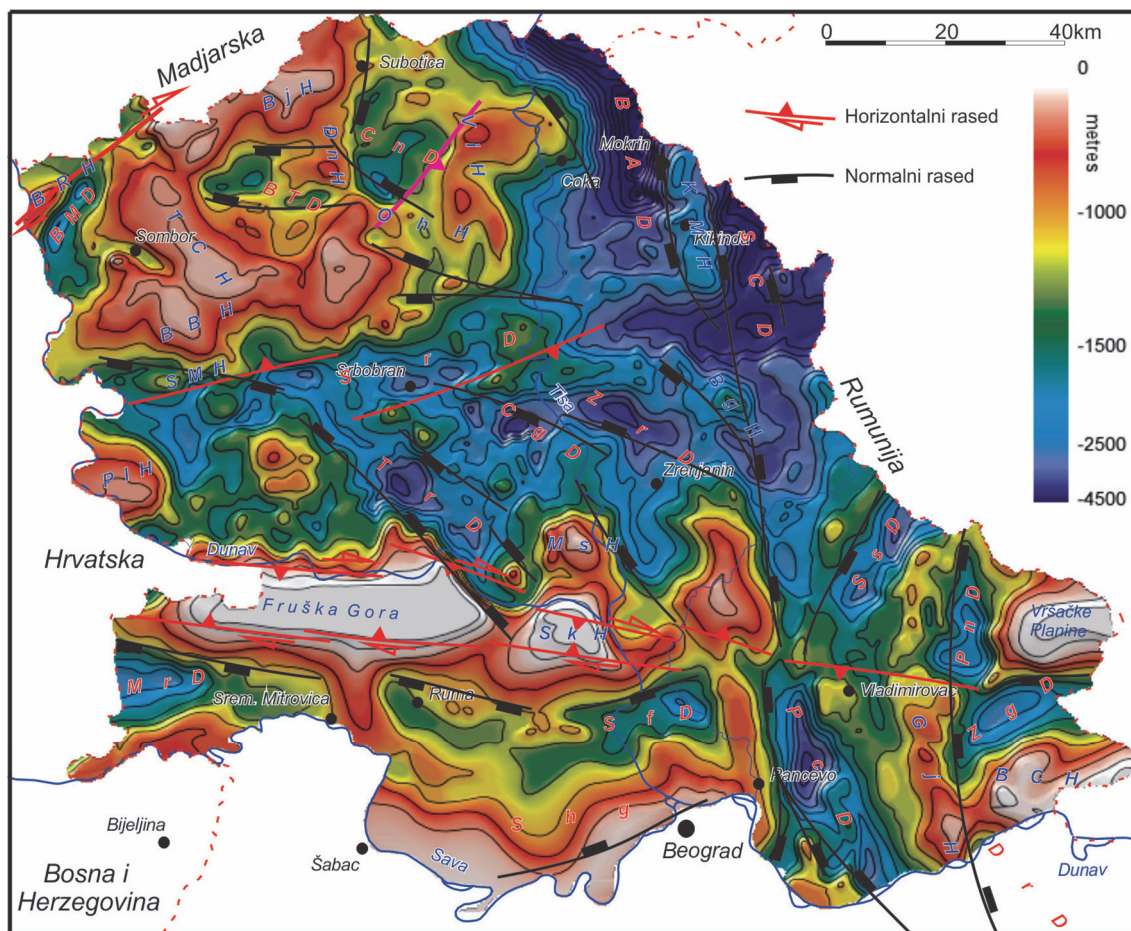 Madjarska
0
40km
Subotica
0
metres
-1000
-1500
-2500
-4500
Horizontalni rased
Normalni rased
B j H
D n H
C n D
V i H
B A D
Mokrin
Coka
K M H
Kikinda
S C D
B R H
B M D
Sombor
T C H
B T D
O h H
B B H
S M H
S r D
Srbobran
Tisa
C g D
Z r D
B g H
Rumunija
Zrenjanin
P l H
T r D
Hrvatska
Dunav
M s H
S s D
Fruška Gora
S k H
P n D
Vršačke
Planine
M r D
Srem. Mitrovica
Ruma
S f D
Vladimirovac
P c D
G j H
Z g D
B C H
Pancevo
S h g
Bijeljina
Šabac
Sava
Beograd
Bosna i
Herzegovina
Dunav
D r D